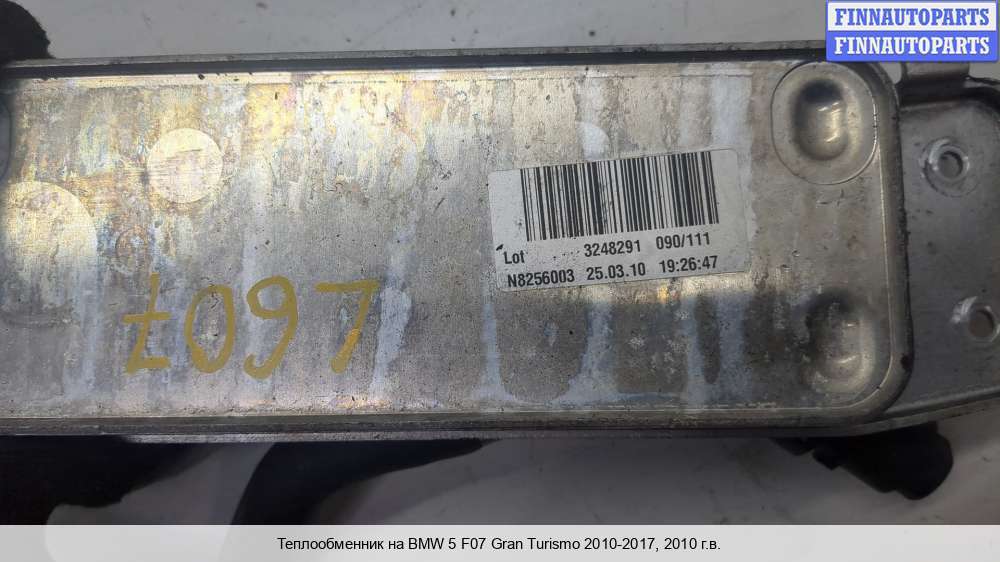 FINNAUTOPARTS
FINNAUTOPARTS
Lot 3248291 090/111
N8256003 25.03.10 19:26:47
Теплообменник на BMW 5 F07 Gran Turismo 2010-2017, 2010 г.в.